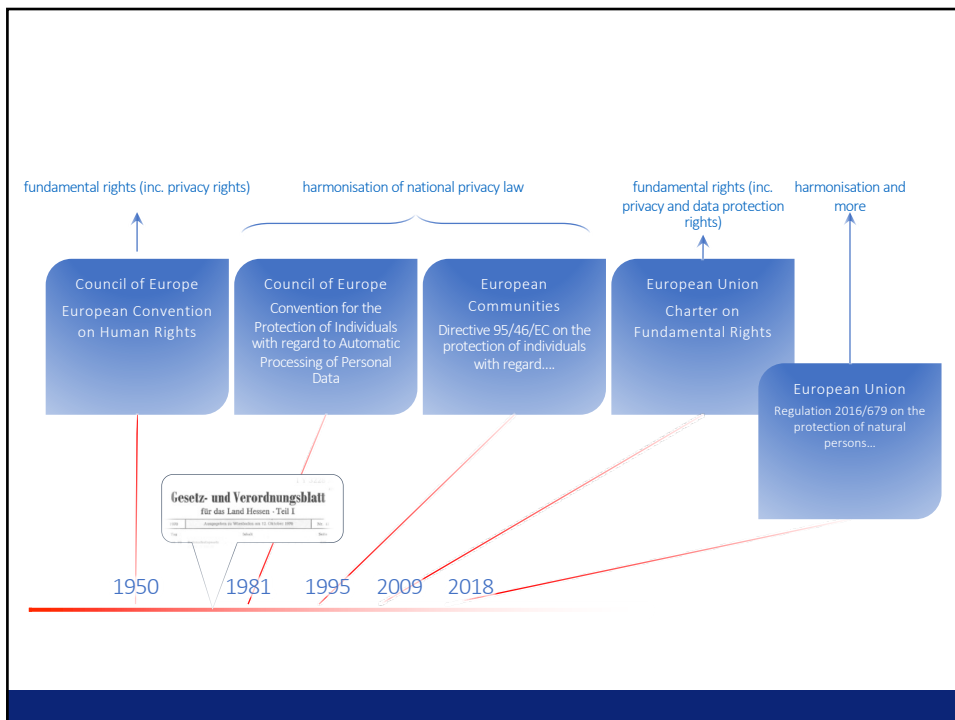 fundamental rights (inc. privacy rights)
harmonisation of national privacy law
fundamental rights (inc.
privacy and data protection
rights)
harmonisation and
more
Council of Europe
European Convention
on Human Rights
Council of Europe
Convention for the
Protection of Individuals
with regard to Automatic
Processing of Personal
Data
European
Communities
Directive 95/46/EC on the
protection of individuals
with regard....
European Union
Charter on
Fundamental Rights
European Union
Regulation 2016/679 on the
protection of natural
persons...
Gesetz- und Verordnungsblatt
für das Land Hessen · Teil I
1950
1981
1995
2009
2018